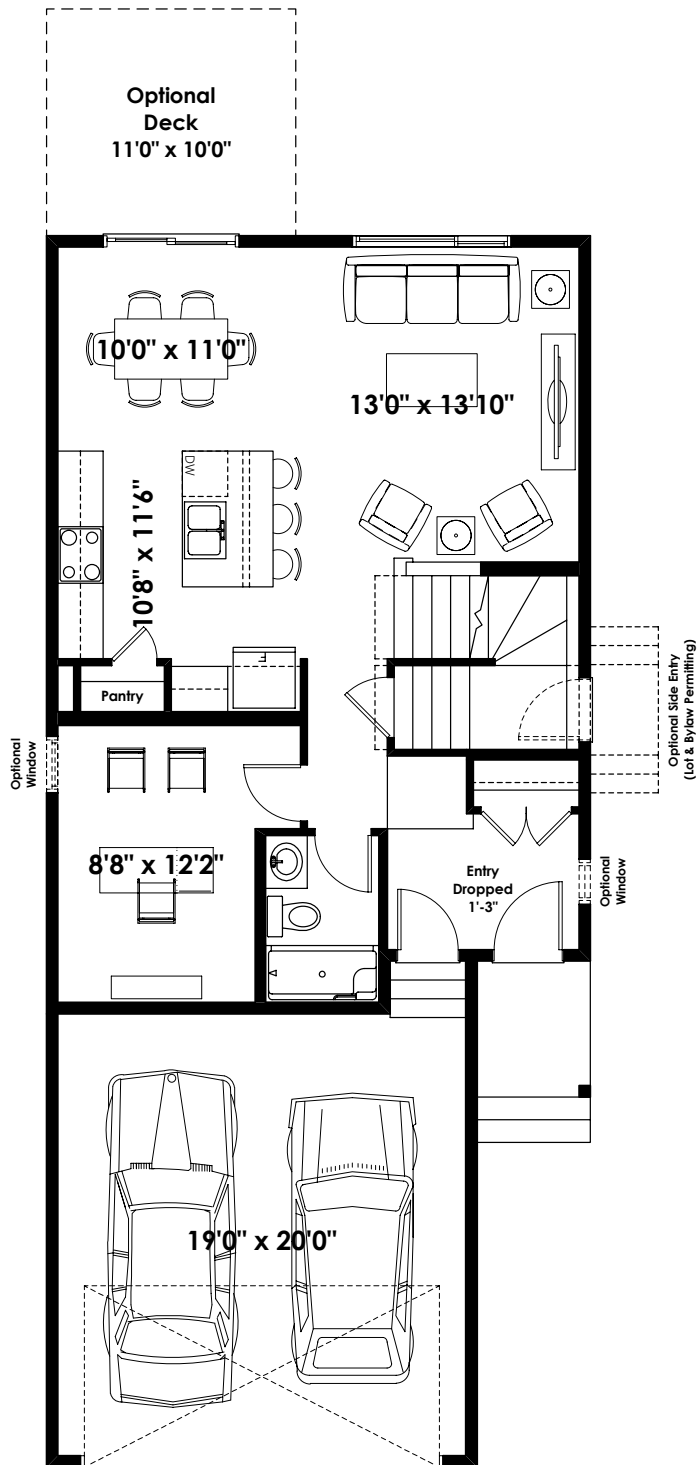 Optional
Deck
11'0" x 10'0"
10'0" x 11'0"
13'0" x 13'10"
DW
10'8" x 11'6"
F
Pantry
Optional Side Entry
(Lot & Bylaw Permitting)
Optional
Window
8'8" x 12'2"
Entry
Dropped
1'-3"
Optional
Window
19'0" x 20'0"